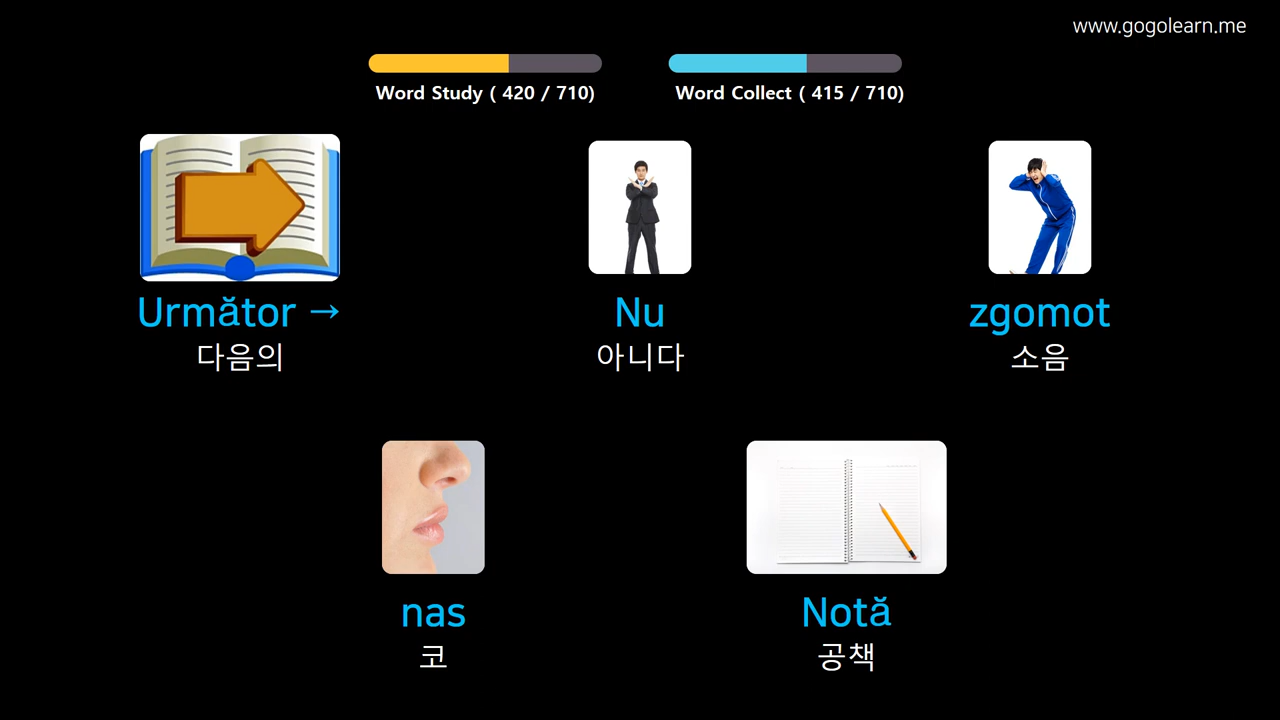 www.gogolearn.me
Word Study ( 420 / 710)
Word Collect ( 415 / 710)
Următor →
다음의
Nu
아니다
zgomot
소음
nas
코
Notă
공책